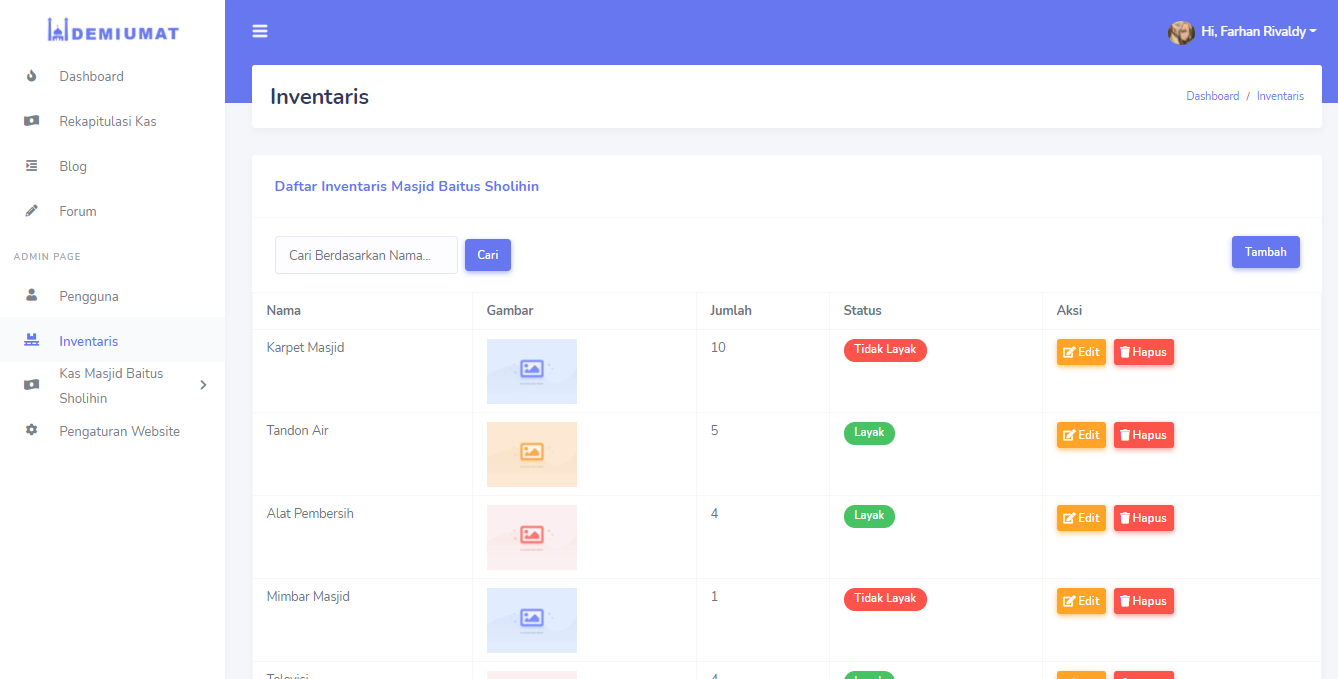 DEMIUMAT
Hi, Farhan Rivaldy
Dashboard
Rekapitulasi Kas
Blog
Forum
ADMIN PAGE
Pengguna
Inventaris
Kas Masjid Baitus
Sholihin
Pengaturan Website
Inventaris
Dashboard / Inventaris
Daftar Inventaris Masjid Baitus Sholihin
Cari Berdasarkan Nama... Cari Tambah
Nama Gambar Jumlah Status Aksi
Karpet Masjid 10 Tidak Layak Edit Hapus
Tandon Air 5 Layak Edit Hapus
Alat Pembersih 4 Layak Edit Hapus
Mimbar Masjid 1 Tidak Layak Edit Hapus
Televisi 4 Layak